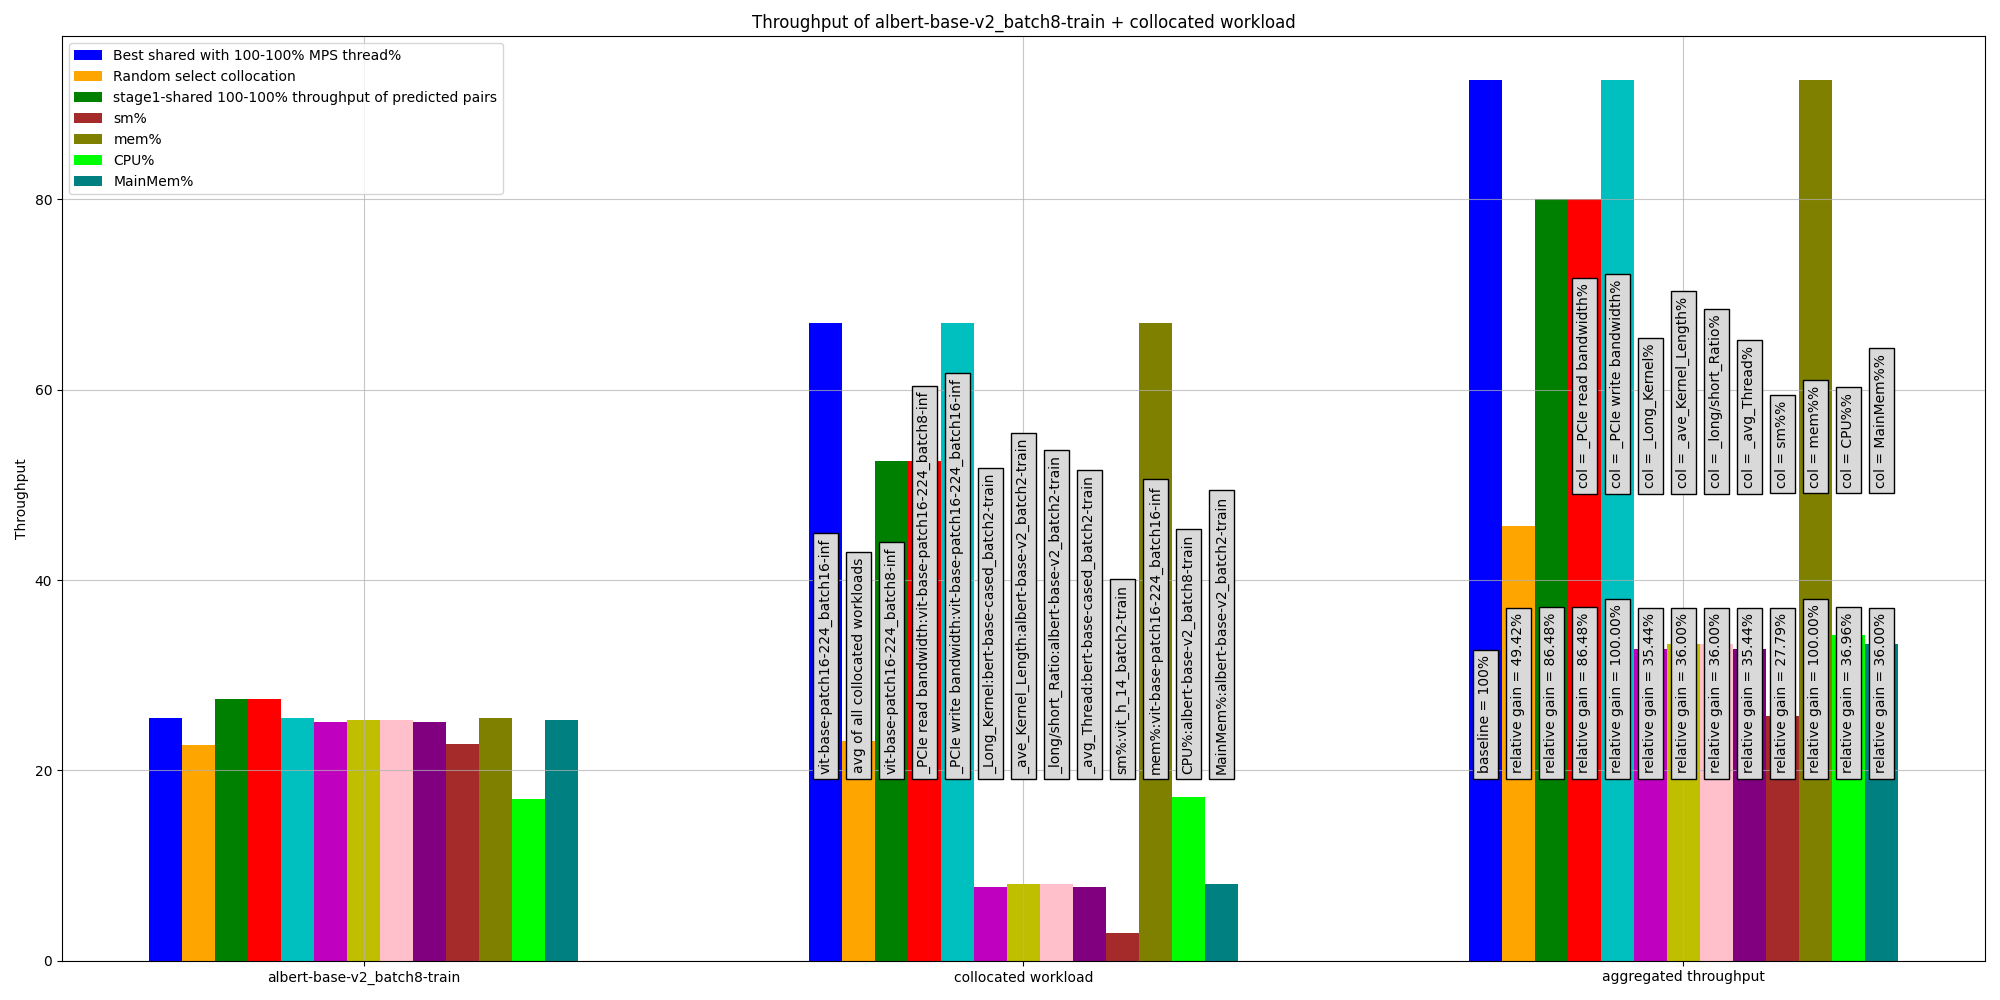 Throughput of albert-base-v2_batch8-train + collocated workload
Best shared with 100-100% MPS thread%
Random select collocation
stage1-shared 100-100% throughput of predicted pairs
sm%
mem%
CPU%
MainMem%
Throughput
80
60
40
20
0
vit-base-patch16-224_batch16-inf
avg of all collocated workloads
vit-base-patch16-224_batch8-inf
_PCIe read bandwidth:vit-base-patch16-224_batch8-inf
_PCIe write bandwidth:vit-base-patch16-224_batch16-inf
_Long_Kernel:bert-base-cased_batch2-train
_ave_Kernel_Length:albert-base-v2_batch2-train
_long/short_Ratio:albert-base-v2_batch2-train
_avg_Thread:bert-base-cased_batch2-train
sm%:vit_h_14_batch2-train
mem%:vit-base-patch16-224_batch16-inf
CPU%:albert-base-v2_batch8-train
MainMem%:albert-base-v2_batch2-train
col = _PCIe read bandwidth%
col = _PCIe write bandwidth%
col = _Long_Kernel%
col = _ave_Kernel_Length%
col = _long/short_Ratio%
col = _avg_Thread%
col = sm%%
col = mem%%
col = CPU%%
col = MainMem%%
baseline = 100%
relative gain = 49.42%
relative gain = 86.48%
relative gain = 86.48%
relative gain = 100.00%
relative gain = 35.44%
relative gain = 36.00%
relative gain = 36.00%
relative gain = 35.44%
relative gain = 27.79%
relative gain = 100.00%
relative gain = 36.96%
relative gain = 36.00%
albert-base-v2_batch8-train
collocated workload
aggregated throughput